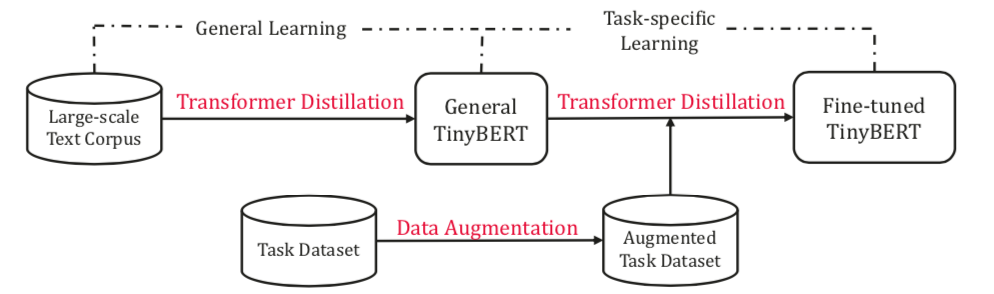 General Learning
Task-specific
Learning
Large-scale
Text Corpus
Transformer Distillation
General
TinyBERT
Transformer Distillation
Fine-tuned
TinyBERT
Task Dataset
Data Augmentation
Augmented
Task Dataset